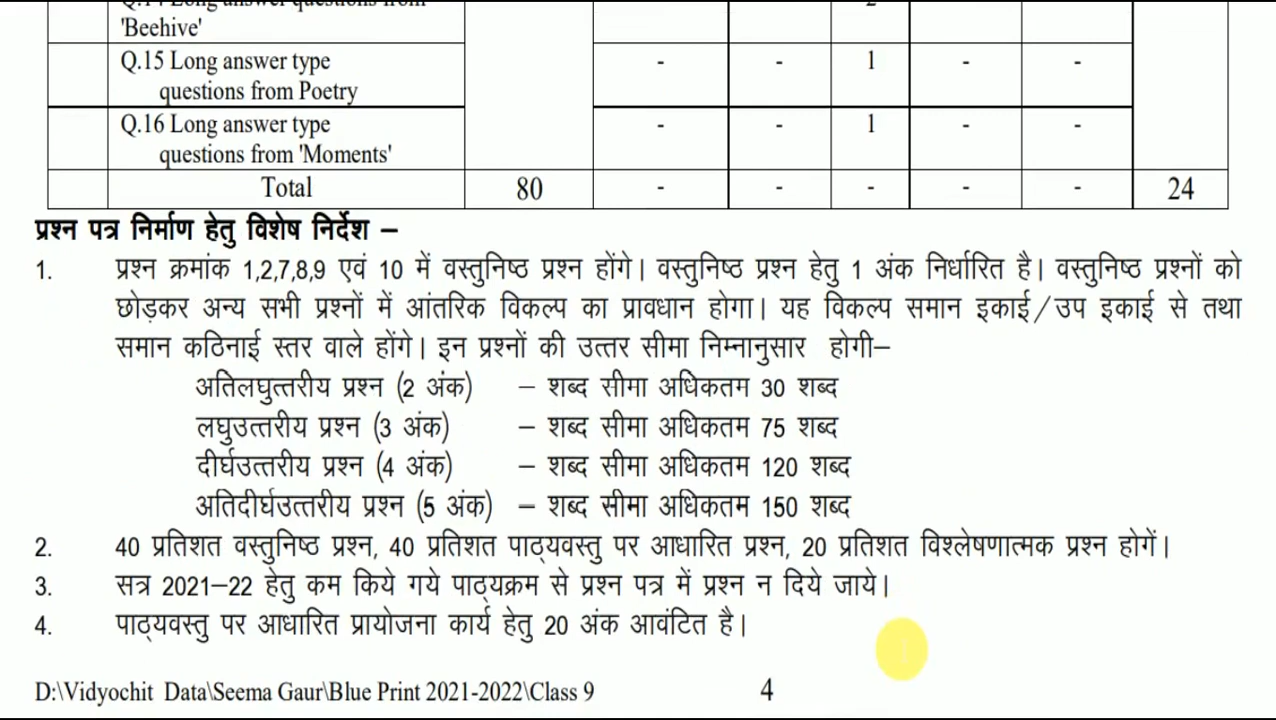 Q.14 Long answer questions from 2
'Beehive'
Q.15 Long answer type - - 1 - -
questions from Poetry
Q.16 Long answer type - - 1 - -
questions from 'Moments'
Total 80 - - - - - 24
प्रश्न पत्र निर्माण हेतु विशेष निर्देश –
1. प्रश्न क्रमांक 1,2,7,8,9 एवं 10 में वस्तुनिष्ठ प्रश्न होंगे। वस्तुनिष्ठ प्रश्न हेतु 1 अंक निर्धारित है। वस्तुनिष्ठ प्रश्नों को
छोड़कर अन्य सभी प्रश्नों में आंतरिक विकल्प का प्रावधान होगा। यह विकल्प समान इकाई/उप इकाई से तथा
समान कठिनाई स्तर वाले होंगे। इन प्रश्नों की उत्तर सीमा निम्नानुसार होगी–
अतिलघुत्तरीय प्रश्न (2 अंक) – शब्द सीमा अधिकतम 30 शब्द
लघुउत्तरीय प्रश्न (3 अंक) – शब्द सीमा अधिकतम 75 शब्द
दीर्घउत्तरीय प्रश्न (4 अंक) – शब्द सीमा अधिकतम 120 शब्द
अतिदीर्घउत्तरीय प्रश्न (5 अंक) – शब्द सीमा अधिकतम 150 शब्द
2. 40 प्रतिशत वस्तुनिष्ठ प्रश्न, 40 प्रतिशत पाठ्यवस्तु पर आधारित प्रश्न, 20 प्रतिशत विश्लेषणात्मक प्रश्न होगें।
3. सत्र 2021–22 हेतु कम किये गये पाठ्यक्रम से प्रश्न पत्र में प्रश्न न दिये जाये।
4. पाठ्यवस्तु पर आधारित प्रायोजना कार्य हेतु 20 अंक आवंटित है।
D:\Vidyochit Data\Seema Gaur\Blue Print 2021-2022\Class 9 4